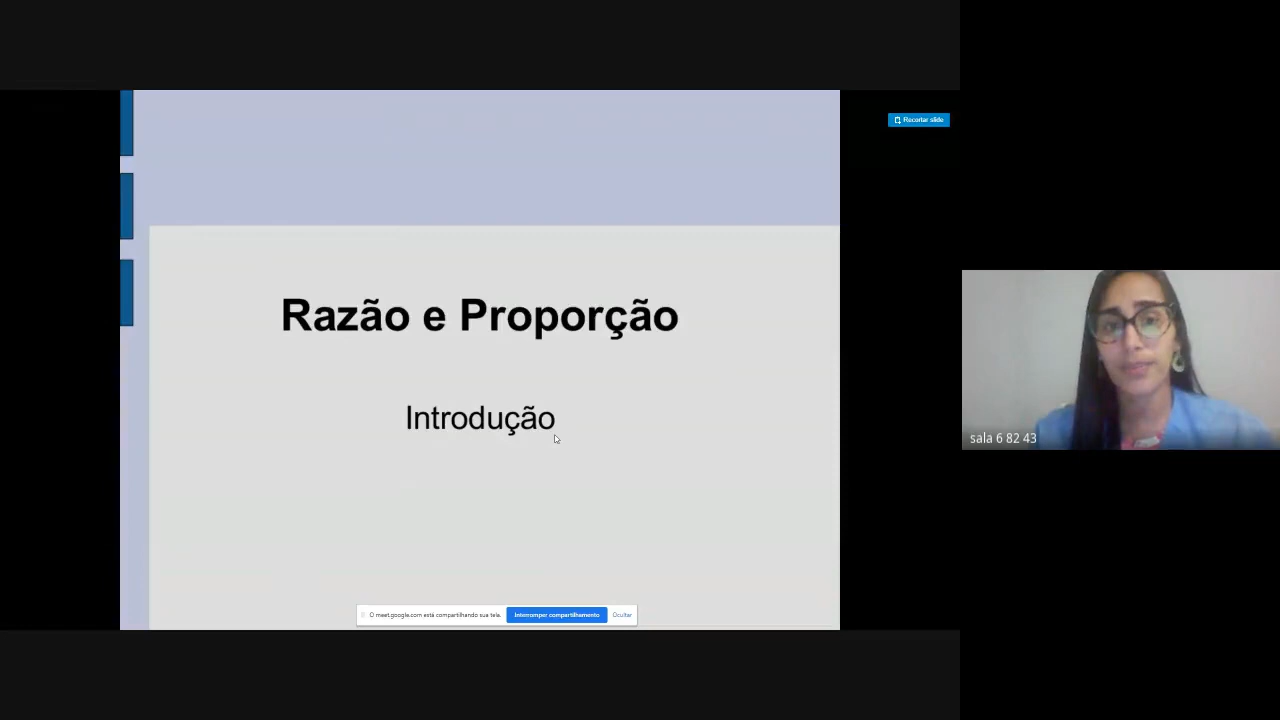 Recortar slide
Razão e Proporção
Introdução
sala 6 82 43
O meet.google.com está compartilhando sua tela.
Interromper compartilhamento
Ocultar